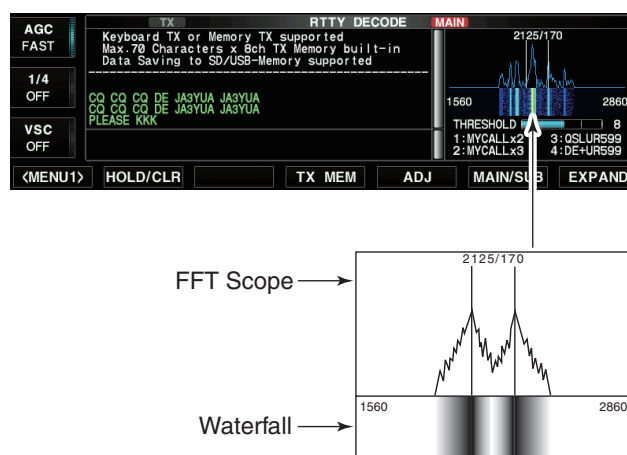 AGC
FAST
1/4
OFF
VSC
OFF
TX
RTTY DECODE
MAIN
Keyboard TX or Memory TX supported
Max.70 Characters x 8ch TX Memory built-in
Data Saving to SD/USB-Memory supported
CQ CQ CQ DE JA3YUA JA3YUA
CQ CQ CQ DE JA3YUA JA3YUA
PLEASE KKK
2125/170
1560 2860
THRESHOLD 8
1:MYCALLx2 3:QSLUR599
2:MYCALLx3 4:DE+UR599
<MENU1> HOLD/CLR TX MEM ADJ MAIN/SUB EXPAND
2125/170
FFT Scope
1560 2860
Waterfall